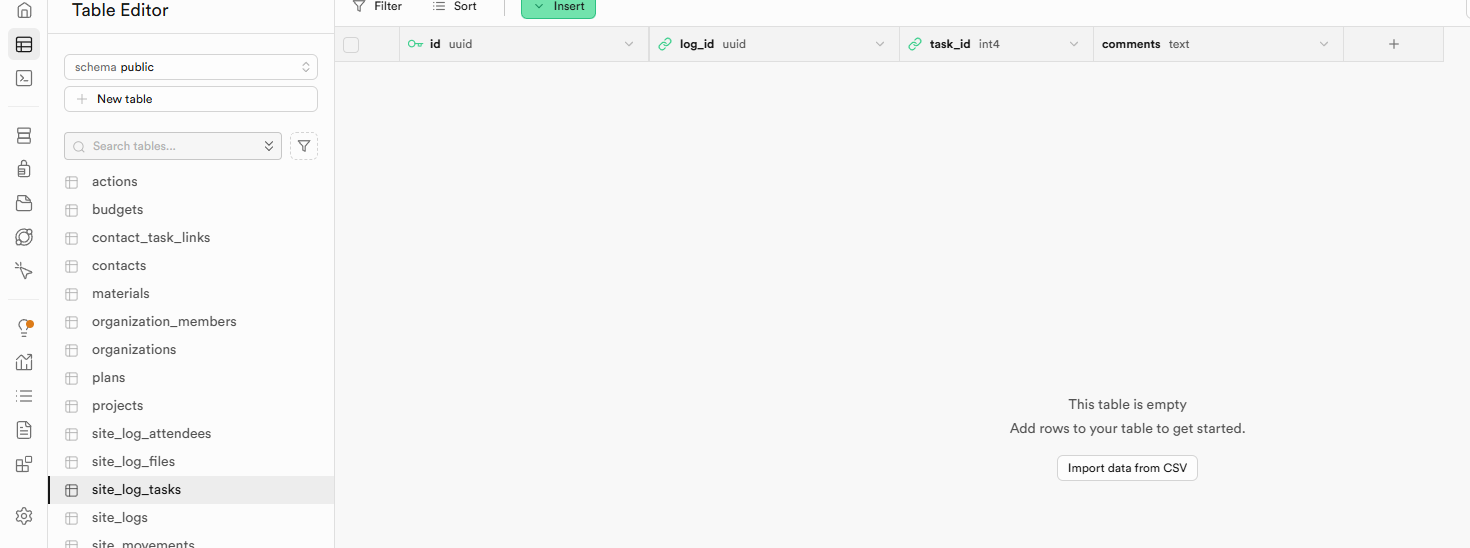 Table Editor
Filter Sort Insert
id uuid log_id uuid task_id int4 comments text
schema public
New table
Search tables...
actions
budgets
contact_task_links
contacts
materials
organization_members
organizations
plans
projects
site_log_attendees
site_log_files
site_log_tasks
site_logs
site_movements
This table is empty
Add rows to your table to get started.
Import data from CSV